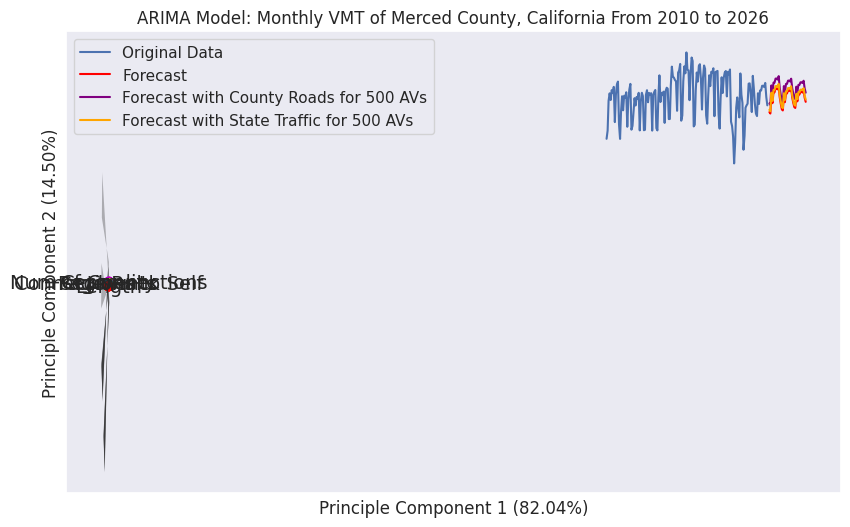 ARIMA Model: Monthly VMT of Merced County, California From 2010 to 2026
Original Data
Forecast
Forecast with County Roads for 500 AVs
Forecast with State Traffic for 500 AVs
Principle Component 2 (14.50%)
Principle Component 1 (82.04%)